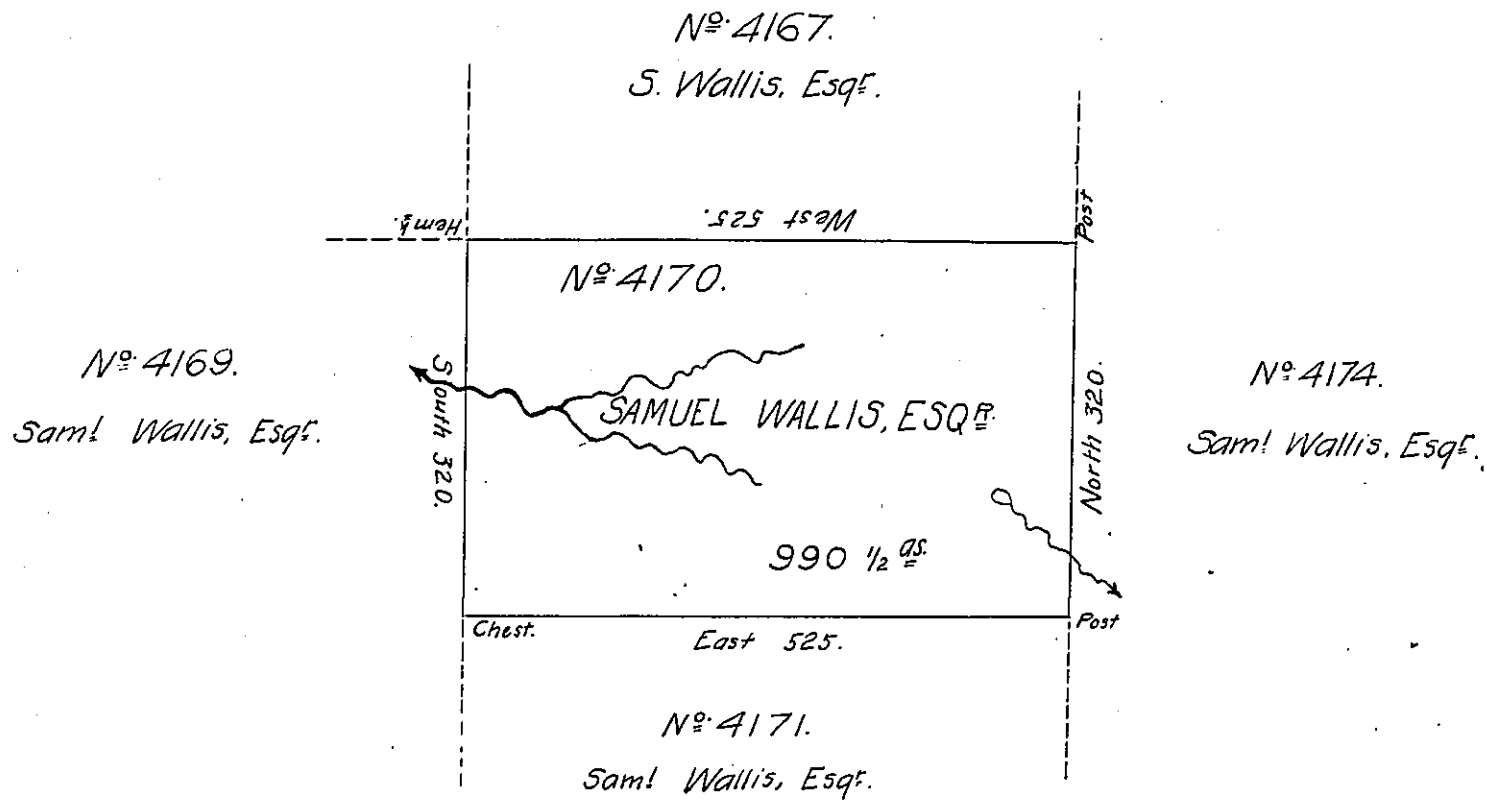 Nº 4167.
S. Wallis, Esqr.
Hemk.
West 525.
Post
Nº 4170.
Nº 4169.
Saml Wallis, Esqr.
South 320.
SAMUEL WALLIS, ESQR.
North 320.
Nº 4174.
Saml Wallis, Esqr.
990 1/2 as.
Chest.
East 525.
Post
Nº 4171.
Saml Wallis, Esqr.